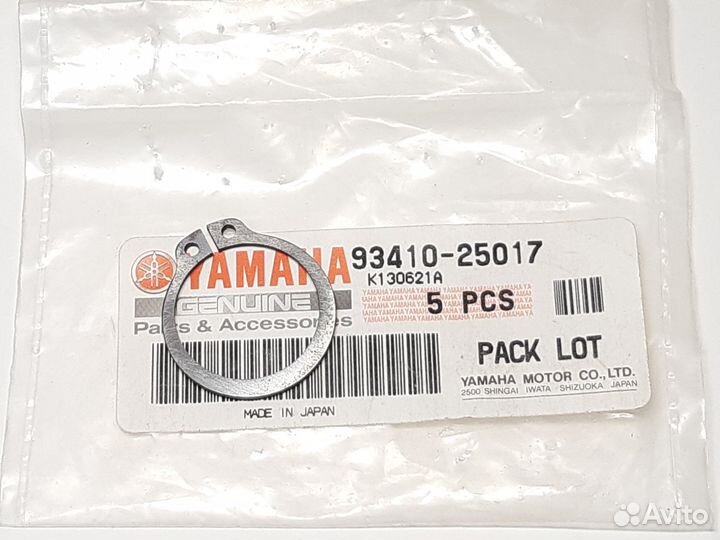 YAMAHA 93410-25017
K130621A
GENUINE
Parts & Accessories
5 PCS
PACK LOT
YAMAHA MOTOR CO., LTD.
2500 SHINGAI IWATA SHIZUOKA JAPAN
MADE IN JAPAN
Avito